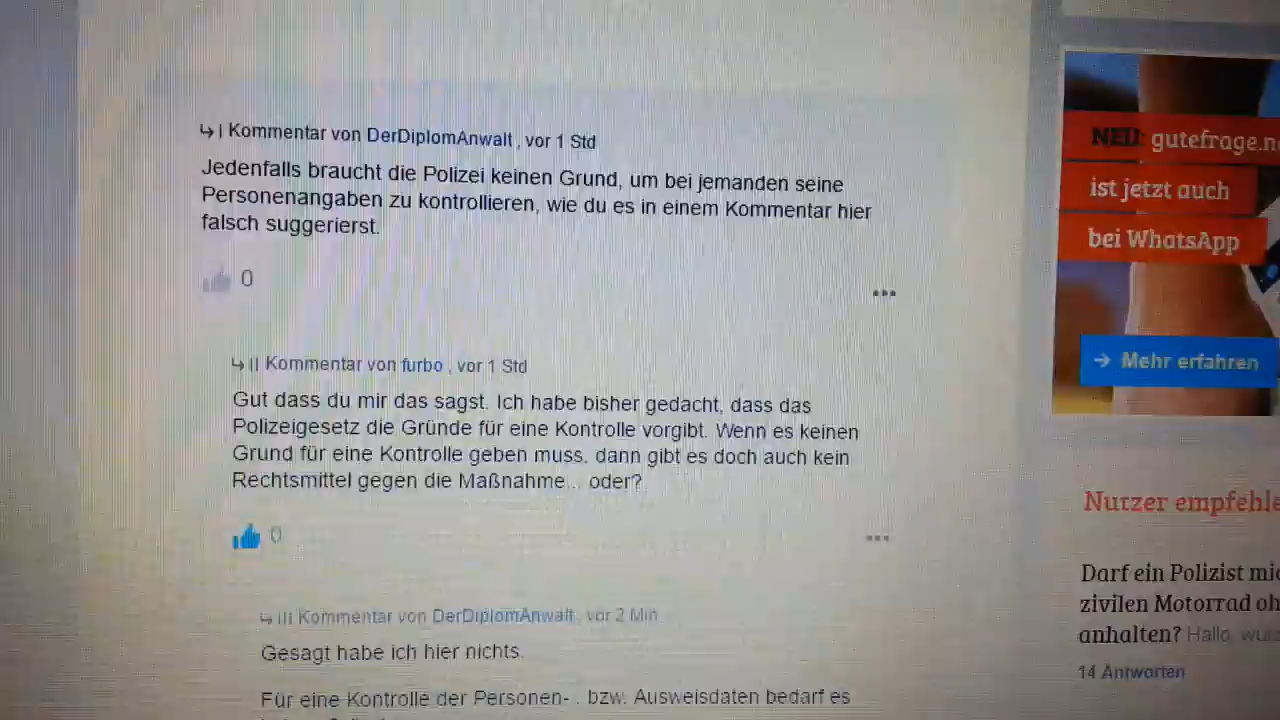 ↳ I Kommentar von DerDiplomAnwalt , vor 1 Std
Jedenfalls braucht die Polizei keinen Grund, um bei jemanden seine
Personenangaben zu kontrollieren, wie du es in einem Kommentar hier
falsch suggerierst.
0
↳ II Kommentar von furbo , vor 1 Std
Gut dass du mir das sagst. Ich habe bisher gedacht, dass das
Polizeigesetz die Gründe für eine Kontrolle vorgibt. Wenn es keinen
Grund für eine Kontrolle geben muss, dann gibt es doch auch kein
Rechtsmittel gegen die Maßnahme... oder?
0
↳ III Kommentar von DerDiplomAnwalt , vor 2 Min
Gesagt habe ich hier nichts.
Für eine Kontrolle der Personen- . bzw. Ausweisdaten bedarf es
NEU: gutefrage.n
ist jetzt auch
bei WhatsApp
→ Mehr erfahren
Nutzer empfehle
Darf ein Polizist mi
zivilen Motorrad oh
anhalten? Hallo, wur
14 Antworten